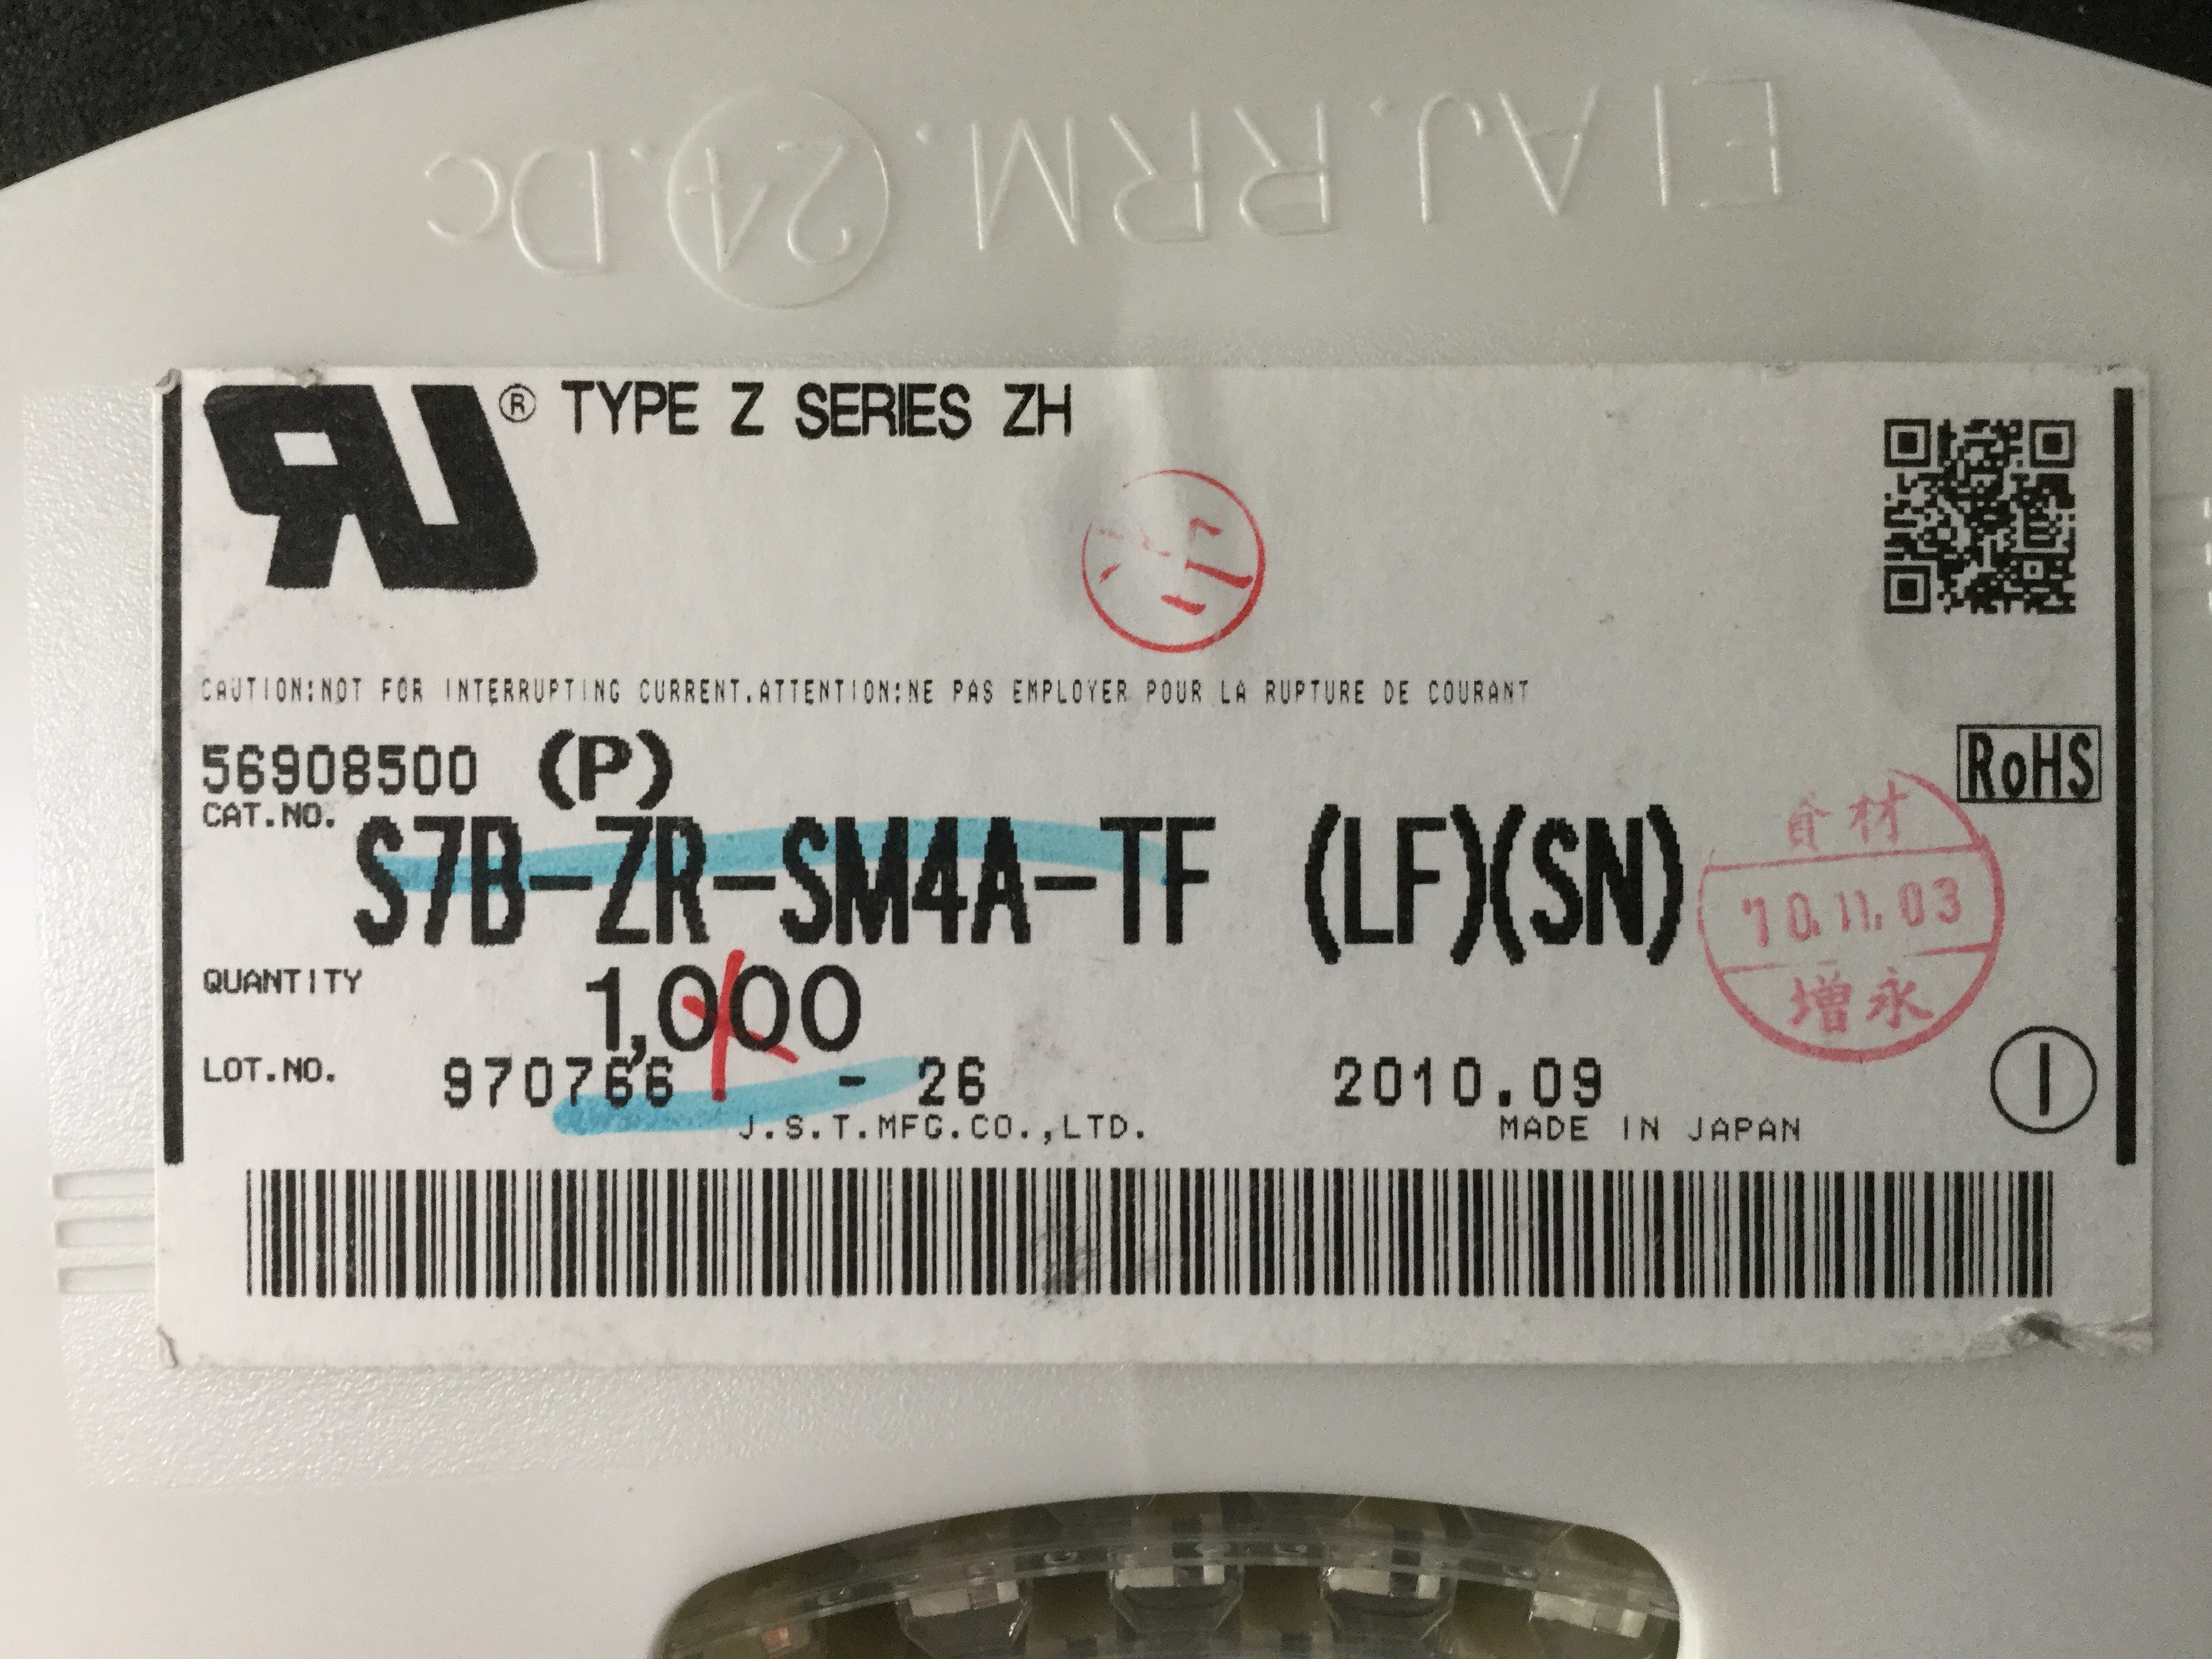 EIAJ.RRM.24.Dc
® TYPE Z SERIES ZH
CAUTION:NOT FOR INTERRUPTING CURRENT.ATTENTION:NE PAS EMPLOYER POUR LA RUPTURE DE COURANT
56908500 (P)
RoHS
CAT.NO.
S7B-ZR-SM4A-TF (LF)(SN)
資材
'10.11.03
増永
QUANTITY 1,000
LOT.NO. 970766 - 26 2010.09
J.S.T.MFG.CO.,LTD. MADE IN JAPAN